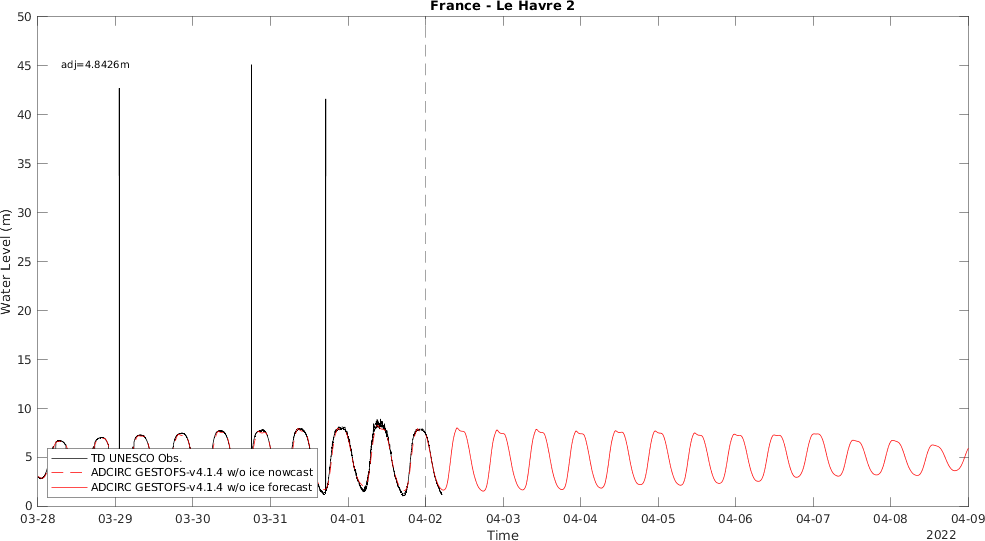 France - Le Havre 2
50
45
40
35
30
25
20
15
10
5
0
Water Level (m)
adj=4.8426m
TD UNESCO Obs.
ADCIRC GESTOFS-v4.1.4 w/o ice nowcast
ADCIRC GESTOFS-v4.1.4 w/o ice forecast
03-28 03-29 03-30 03-31 04-01 04-02 04-03 04-04 04-05 04-06 04-07 04-08 04-09
Time
2022